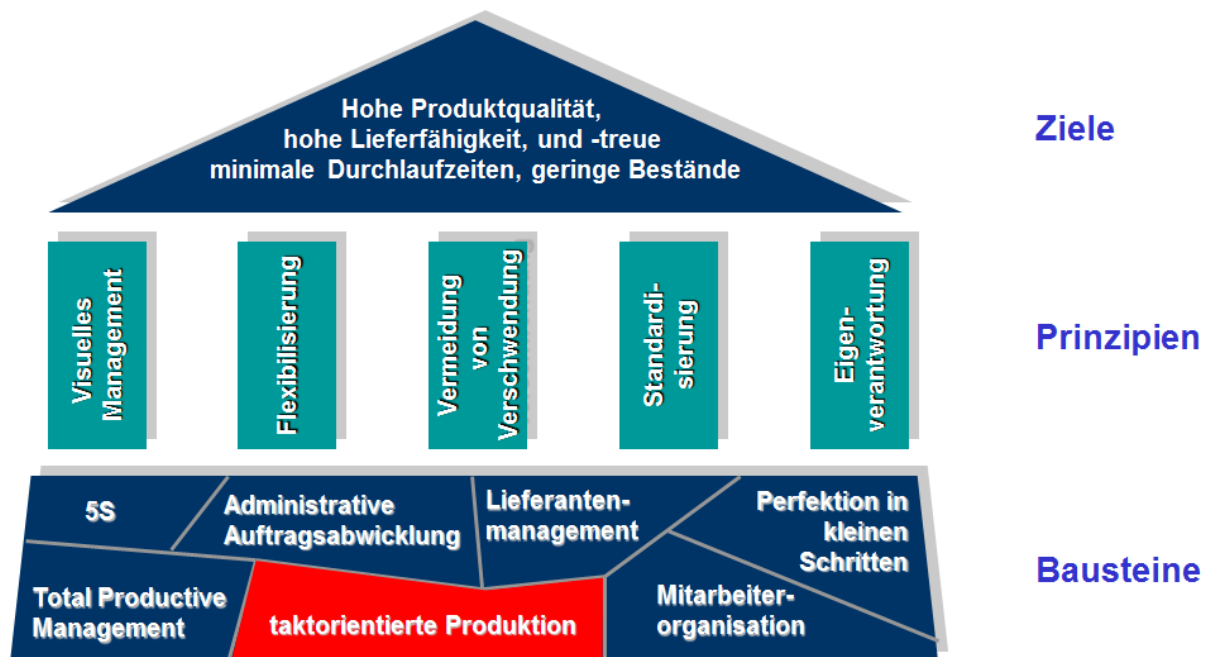 Hohe Produktqualität,
hohe Lieferfähigkeit, und -treue
minimale Durchlaufzeiten, geringe Bestände
Ziele
Visuelles
Management
Flexibilisierung
Vermeidung
von
Verschwendung
Standardi-
sierung
Eigen-
verantwortung
Prinzipien
5S
Administrative
Auftragsabwicklung
Lieferanten-
management
Perfektion in
kleinen
Schritten
Total Productive
Management
taktorientierte Produktion
Mitarbeiter-
organisation
Bausteine